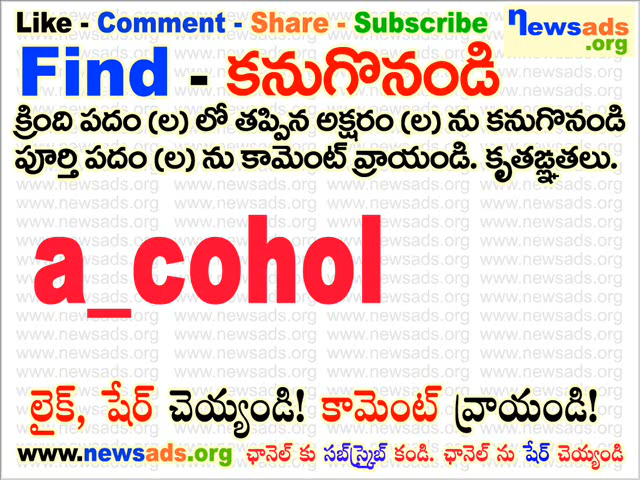 Like - Comment - Share - Subscribe
newsads
.org
Find - కనుగొనండి
క్రింది పదం (ల) లో తప్పిన అక్షరం (ల) ను కనుగొనండి
పూర్తి పదం (ల) ను కామెంట్ వ్రాయండి. కృతజ్ఞతలు.
a_cohol
లైక్, షేర్ చెయ్యండి! కామెంట్ వ్రాయండి!
www.newsads.org ఛానెల్ కు సబ్‌స్క్రైబ్ కండి. ఛానెల్ ను షేర్ చెయ్యండి